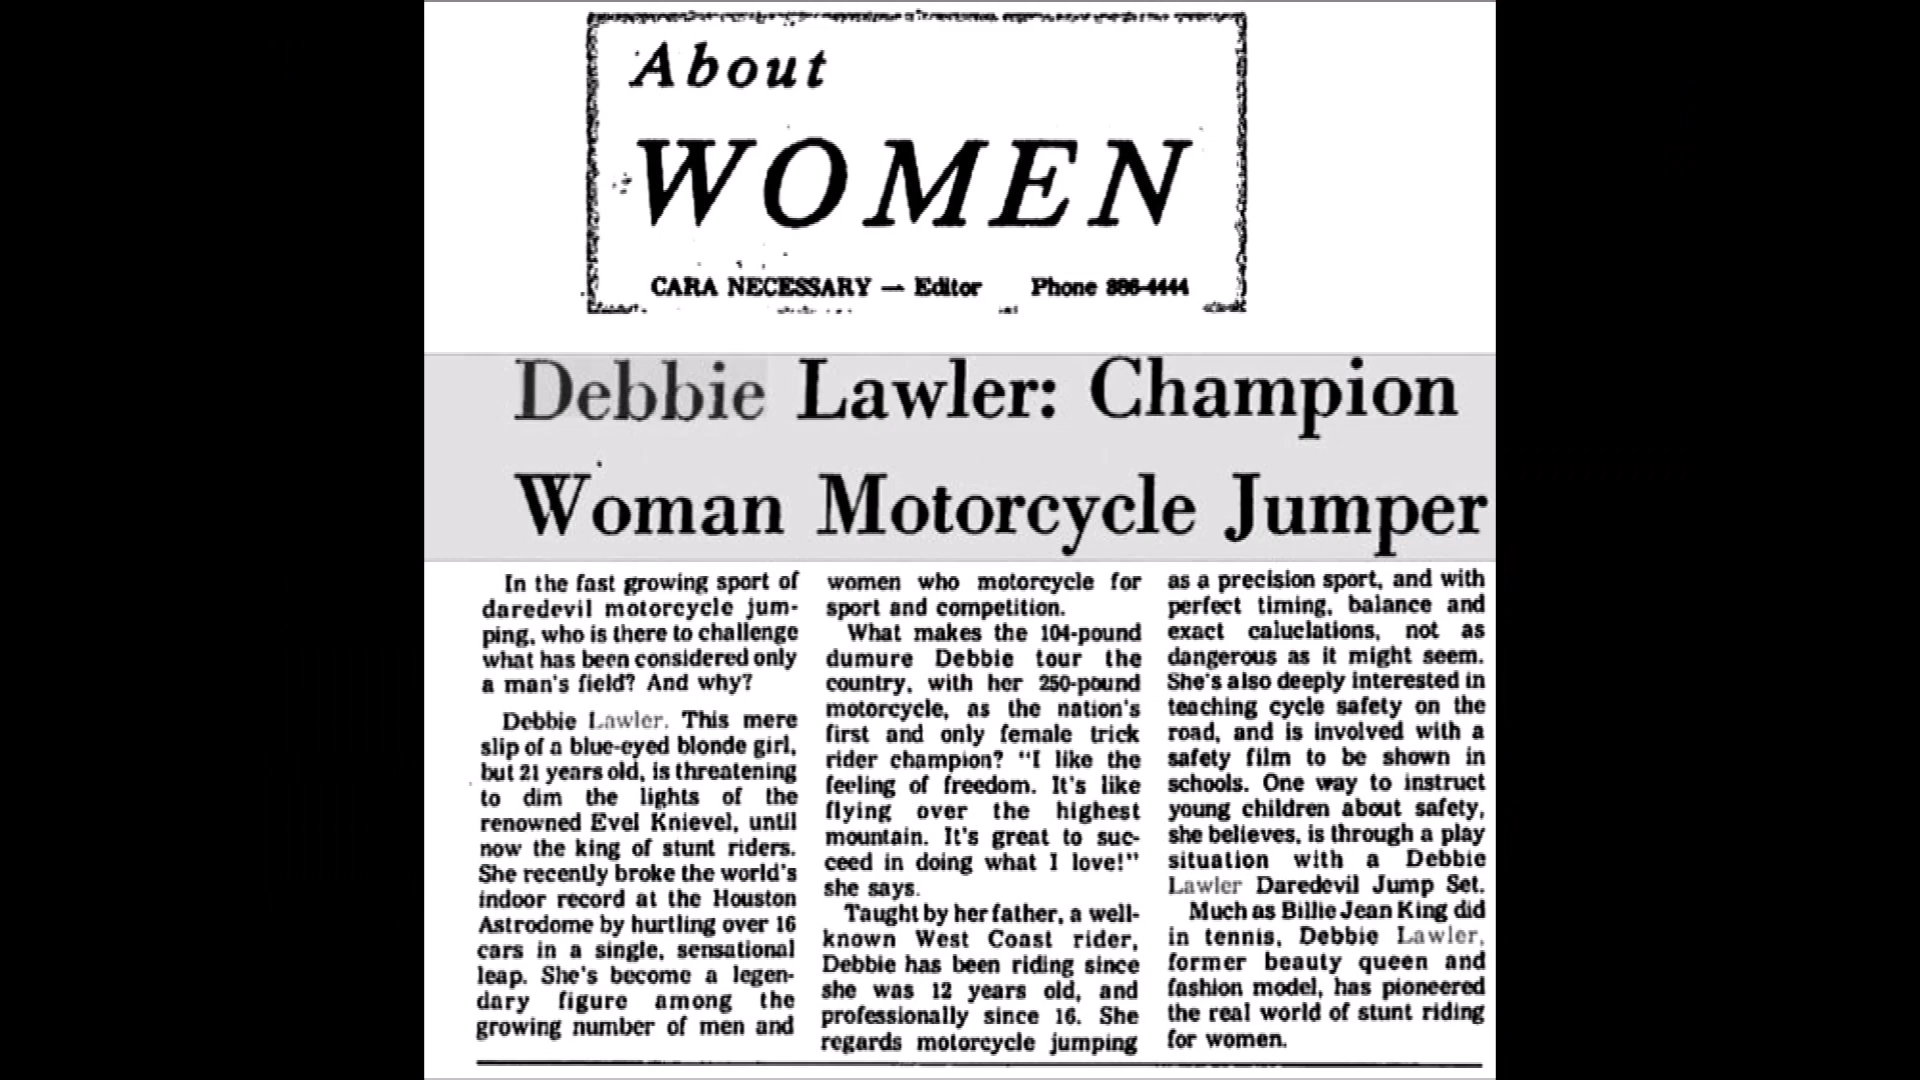 About
WOMEN
CARA NECESSARY — Editor Phone 886-4444
Debbie Lawler: Champion
Woman Motorcycle Jumper
In the fast growing sport of
daredevil motorcycle jum-
ping, who is there to challenge
what has been considered only
a man's field? And why?
Debbie Lawler. This mere
slip of a blue-eyed blonde girl,
but 21 years old, is threatening
to dim the lights of the
renowned Evel Knievel, until
now the king of stunt riders.
She recently broke the world's
indoor record at the Houston
Astrodome by hurtling over 16
cars in a single, sensational
leap. She's become a legen-
dary figure among the
growing number of men and
women who motorcycle for
sport and competition.
What makes the 104-pound
dumure Debbie tour the
country, with her 250-pound
motorcycle, as the nation's
first and only female trick
rider champion? "I like the
feeling of freedom. It's like
flying over the highest
mountain. It's great to suc-
ceed in doing what I love!"
she says.
Taught by her father, a well-
known West Coast rider,
Debbie has been riding since
she was 12 years old, and
professionally since 16. She
regards motorcycle jumping
as a precision sport, and with
perfect timing, balance and
exact caluclations, not as
dangerous as it might seem.
She's also deeply interested in
teaching cycle safety on the
road, and is involved with a
safety film to be shown in
schools. One way to instruct
young children about safety,
she believes, is through a play
situation with a Debbie
Lawler Daredevil Jump Set.
Much as Billie Jean King did
in tennis, Debbie Lawler,
former beauty queen and
fashion model, has pioneered
the real world of stunt riding
for women.